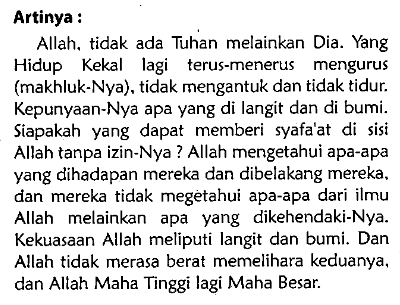 Artinya :
Allah, tidak ada Tuhan melainkan Dia. Yang
Hidup Kekal lagi terus-menerus mengurus
(makhluk-Nya), tidak mengantuk dan tidak tidur.
Kepunyaan-Nya apa yang di langit dan di bumi.
Siapakah yang dapat memberi syafa'at di sisi
Allah tanpa izin-Nya ? Allah mengetahui apa-apa
yang dihadapan mereka dan dibelakang mereka,
dan mereka tidak megetahui apa-apa dari ilmu
Allah melainkan apa yang dikehendaki-Nya.
Kekuasaan Allah meliputi langit dan bumi. Dan
Allah tidak merasa berat memelihara keduanya,
dan Allah Maha Tinggi lagi Maha Besar.